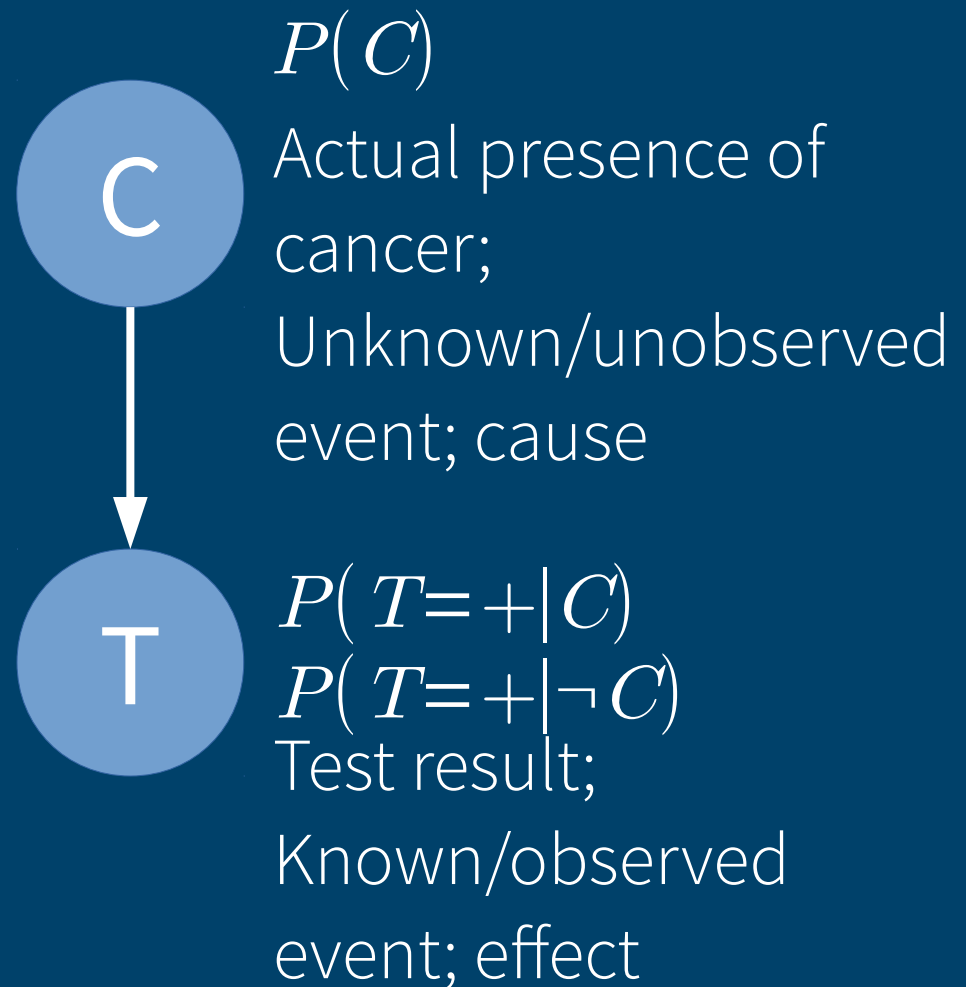 P(C)
C
Actual presence of
cancer;
Unknown/unobserved
event; cause
T
P(T=+|C)
P(T=+|¬C)
Test result;
Known/observed
event; effect